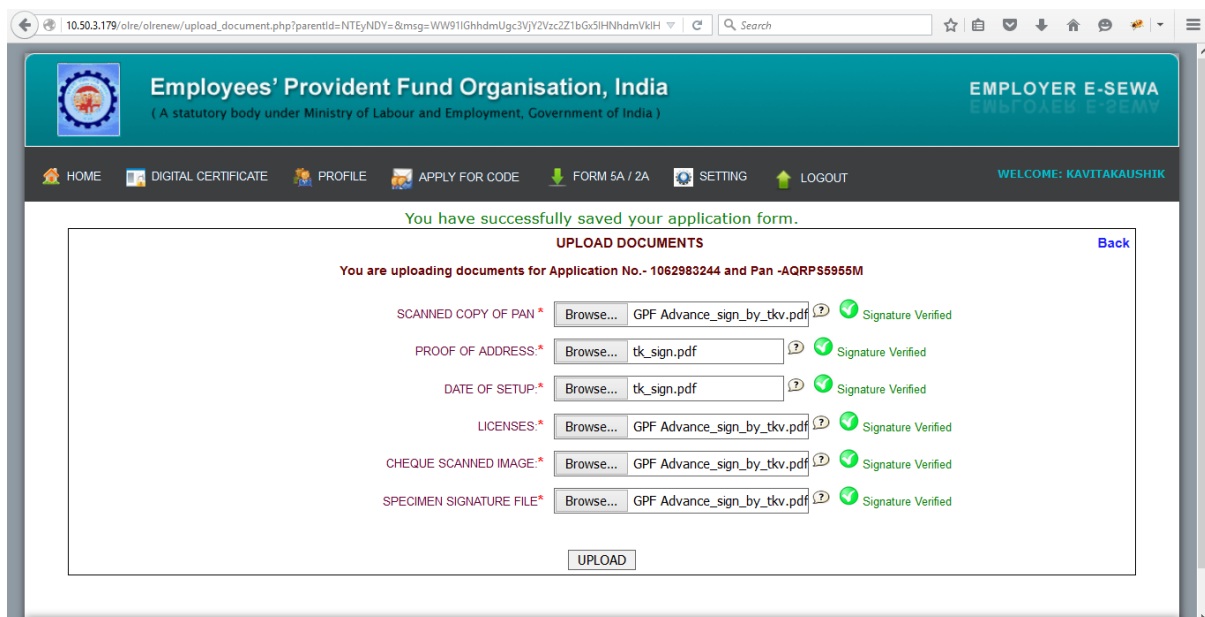 10.50.3.179/olre/olrenew/upload_document.php?parentId=NTEyNDY=&msg=WW91IGhhdmUgc3VjY2Vzc2Z1bGx5IHNhdmVkIH
Search
Employees' Provident Fund Organisation, India
EMPLOYER E-SEWA
( A statutory body under Ministry of Labour and Employment, Government of India )
HOME DIGITAL CERTIFICATE PROFILE APPLY FOR CODE FORM 5A / 2A SETTING LOGOUT WELCOME: KAVITAKAUSHIK
You have successfully saved your application form.
UPLOAD DOCUMENTS Back
You are uploading documents for Application No.- 1062983244 and Pan -AQRPS5955M
SCANNED COPY OF PAN * Browse... GPF Advance_sign_by_tkv.pdf ? Signature Verified
PROOF OF ADDRESS:* Browse... tk_sign.pdf ? Signature Verified
DATE OF SETUP:* Browse... tk_sign.pdf ? Signature Verified
LICENSES:* Browse... GPF Advance_sign_by_tkv.pdf ? Signature Verified
CHEQUE SCANNED IMAGE:* Browse... GPF Advance_sign_by_tkv.pdf ? Signature Verified
SPECIMEN SIGNATURE FILE* Browse... GPF Advance_sign_by_tkv.pdf ? Signature Verified
UPLOAD